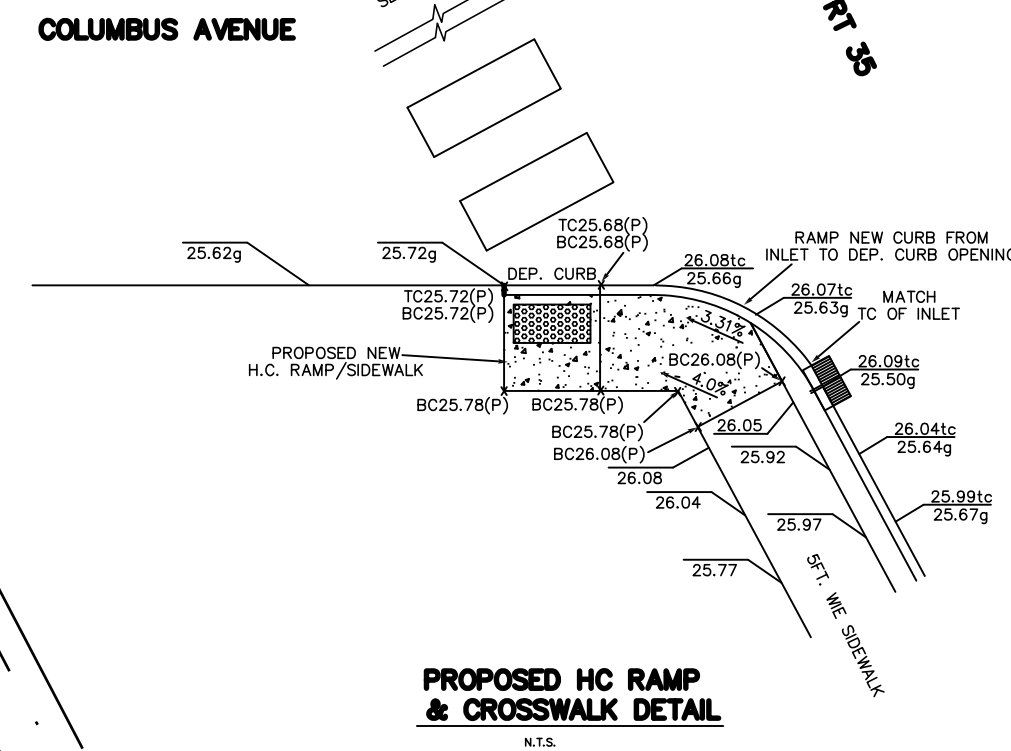 COLUMBUS AVENUE
RT 35
25.62g
25.72g
TC25.68(P)
BC25.68(P)
DEP. CURB
26.08tc
25.66g
RAMP NEW CURB FROM
INLET TO DEP. CURB OPENING
26.07tc
25.63g
MATCH
TC OF INLET
TC25.72(P)
BC25.72(P)
3.31%
PROPOSED NEW
H.C. RAMP/SIDEWALK
BC26.08(P)
4.0%
26.09tc
25.50g
BC25.78(P)
BC25.78(P)
BC25.78(P)
BC26.08(P)
26.05
26.04tc
25.64g
26.08
25.92
26.04
25.97
25.99tc
25.67g
25.77
5FT. WIE SIDEWALK
PROPOSED HC RAMP
& CROSSWALK DETAIL
N.T.S.